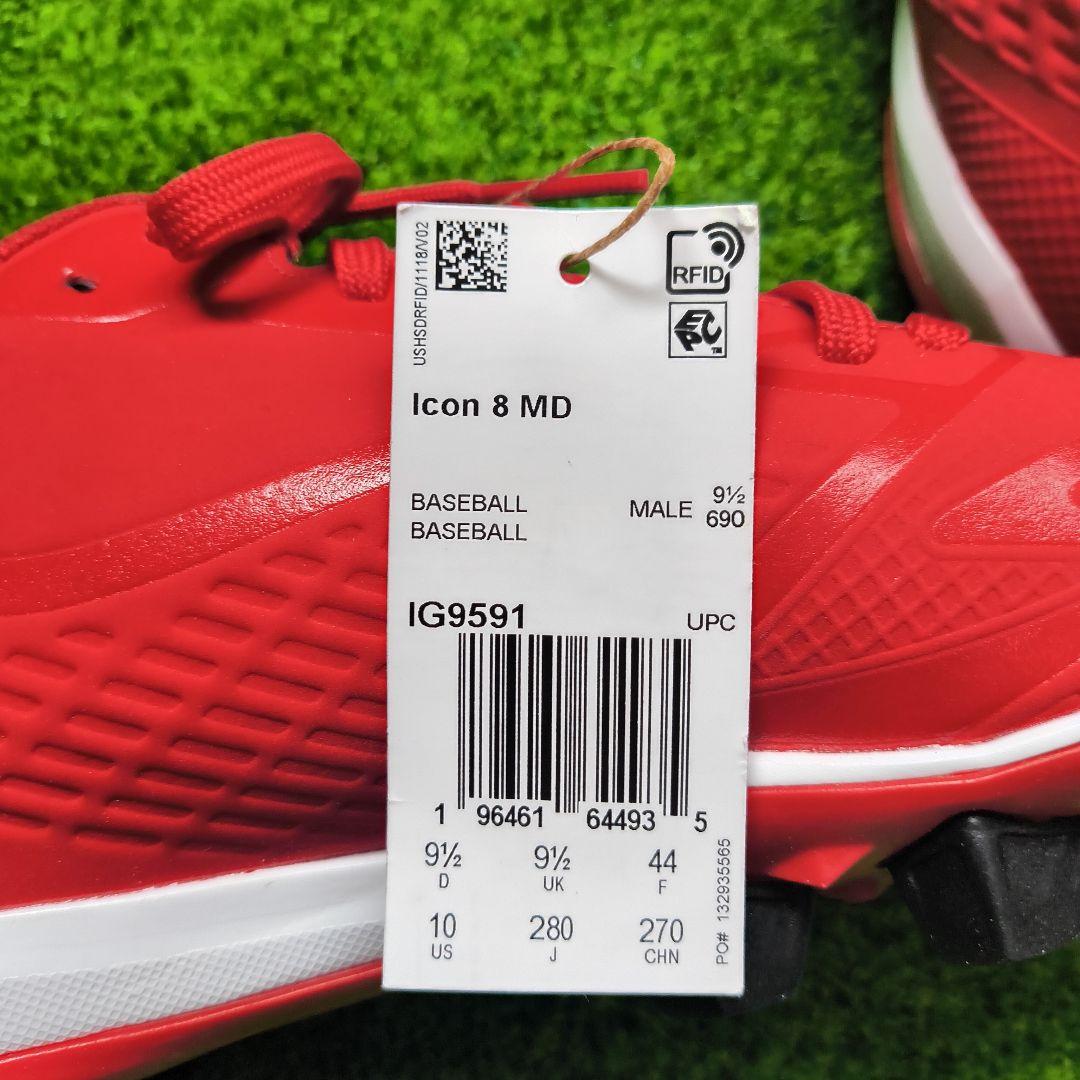 USHSDRFID/1118/V02
RFID
EPC™
Icon 8 MD
BASEBALL
BASEBALL
MALE 9½
690
IG9591
UPC
1 96461 64493 5
9½ 9½ 44
D UK F
10 280 270
US J CHN
PO# 132935565